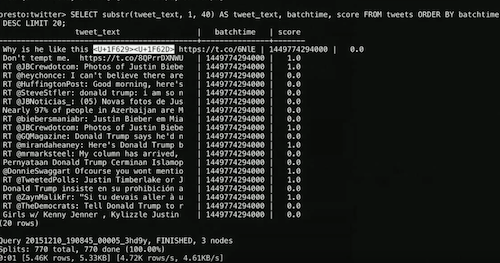 presto:twitter> SELECT substr(tweet_text, 1, 40) AS tweet_text, batchtime, score FROM tweets ORDER BY batchtime
DESC LIMIT 20;
tweet_text | batchtime | score
Why is he like this <U+1F629><U+1F62D> https://t.co/6NlE | 1449774294000 | 0.0
Don't tempt me. https://t.co/8QPrrDXNWU | 1449774294000 | 1.0
RT @JBCrewdotcom: Photos of Justin Biebe | 1449774294000 | 1.0
RT @heychonce: I can't believe there are | 1449774294000 | 0.0
RT @HuffingtonPost: Good morning, here's | 1449774294000 | 0.0
RT @SteveStfler: donald trump: i am so n | 1449774294000 | 0.0
RT @JBNoticias_: (05) Novas fotos de Jus | 1449774294000 | 0.0
Nearly 97% of people in Azerbaijan are M | 1449774294000 | 0.0
RT @biebersmaniabr: Justin Bieber em Mia | 1449774294000 | 0.0
RT @JBCrewdotcom: Photos of Justin Biebe | 1449774294000 | 1.0
RT @GQMagazine: Donald Trump says he'd n | 1449774294000 | 0.0
RT @mirandaheaney: Here's Donald Trump b | 1449774294000 | 1.0
RT @mrmarksteel: My column has arrived, | 1449774294000 | 0.0
Pernyataan Donald Trump Cerminan Islamop | 1449774294000 | 0.0
@DonnieSwaggart Ofcourse you wont mentio | 1449774294000 | 0.0
RT @TweetedPolls: Justin Timberlake or J | 1449774294000 | 1.0
Donald Trump insiste en su prohibición a | 1449774294000 | 0.0
RT @ZaynMalikFr: "Si tu devais aller à u | 1449774294000 | 1.0
RT @TheDemocrats: Tell Donald Trump to r | 1449774294000 | 0.0
Girls w/ Kenny Jenner , Kylizzle Justin | 1449774294000 | 0.0
(20 rows)
Query 20151210_190845_00005_3hd9y, FINISHED, 3 nodes
Splits: 770 total, 770 done (100.00%)
0:01 [5.46K rows, 5.33KB] [4.72K rows/s, 4.61KB/s]